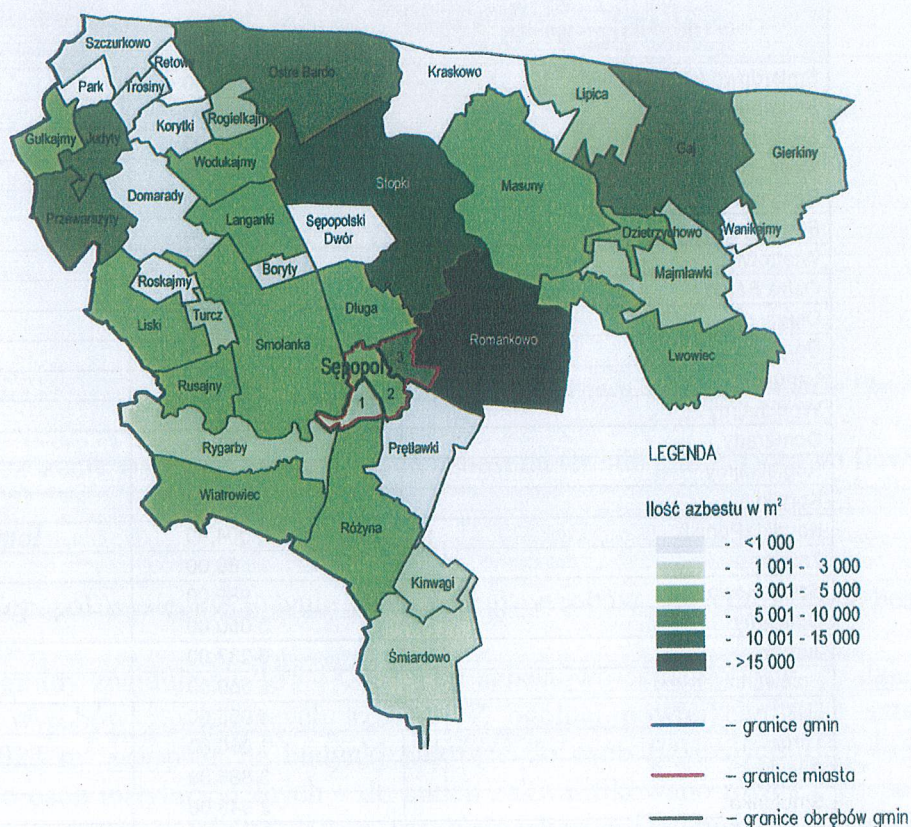 Szczurkowo
Retow
Park
Trosiny
Ostre Bardo
Kraskowo
Lipica
Korytki
Rogielkajmy
Gulkajmy
Judyty
Gaj
Gierkiny
Wodukajmy
Stopki
Masuny
Domarady
Przewarszyty
Langanki
Sępopolski
Dwór
Dzietrzychowo
Wanikajmy
Boryty
Majmławki
Roskajmy
Turcz
Długa
Liski
Smolanka
Romankowo
Lwowiec
3
Sępopol
Rusajny
1
2
Rygarby
Prętławki
Wiatrowiec
Różyna
Kinwągi
Śmiardowo
LEGENDA
Ilość azbestu w m²
- <1 000
1 001 - 3 000
- 3 001 - 5 000
- 5 001 - 10 000
10 001 - 15 000
- >15 000
– granice gmin
– granice miasta
– granice obrębów gmin